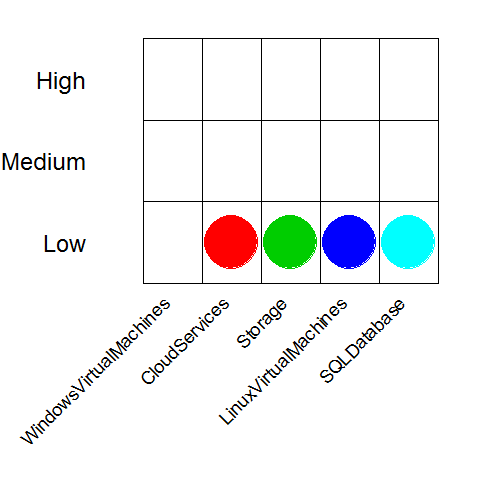 High
Medium
Low
WindowsVirtualMachines
CloudServices
Storage
LinuxVirtualMachines
SQLDatabase